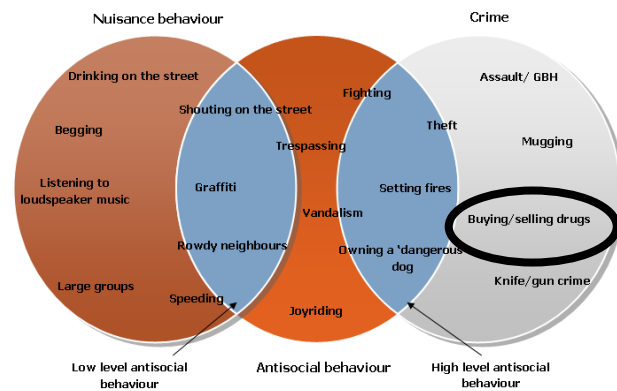 Nuisance behaviour
Crime
Drinking on the street
Assault/ GBH
Fighting
Shouting on the street
Theft
Begging
Mugging
Trespassing
Listening to
loudspeaker music
Graffiti
Setting fires
Vandalism
Buying/selling drugs
Rowdy neighbours
Owning a 'dangerous
dog
Large groups
Speeding
Knife/gun crime
Joyriding
Low level antisocial
behaviour
Antisocial behaviour
High level antisocial
behaviour